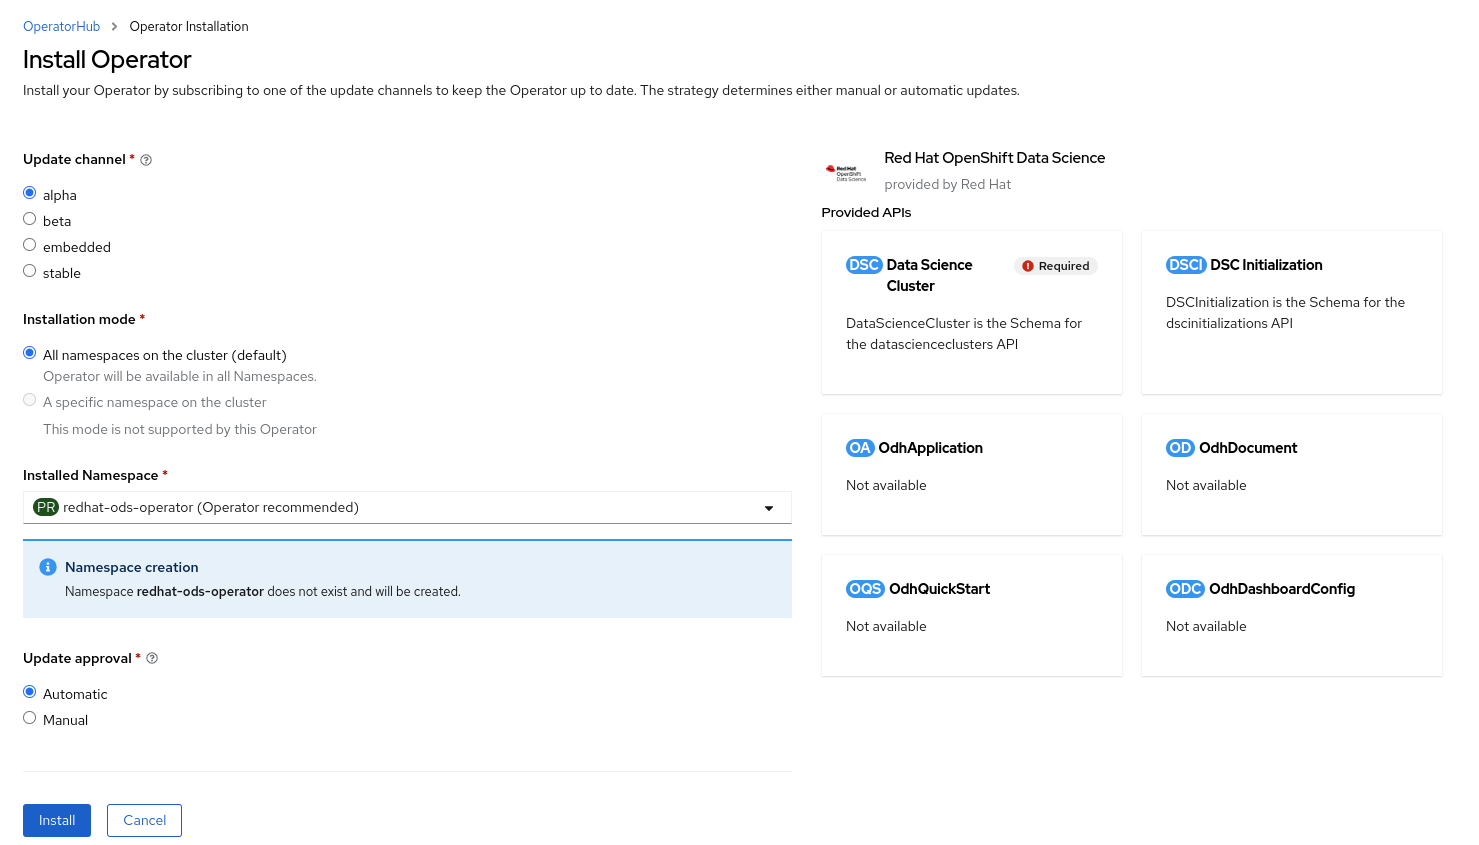 OperatorHub > Operator Installation
Install Operator
Install your Operator by subscribing to one of the update channels to keep the Operator up to date. The strategy determines either manual or automatic updates.
Update channel *
alpha
beta
embedded
stable
Installation mode *
All namespaces on the cluster (default)
Operator will be available in all Namespaces.
A specific namespace on the cluster
This mode is not supported by this Operator
Installed Namespace *
PR redhat-ods-operator (Operator recommended)
Namespace creation
Namespace redhat-ods-operator does not exist and will be created.
Update approval *
Automatic
Manual
Install
Cancel
Red Hat
OpenShift
Data Science
Red Hat OpenShift Data Science
provided by Red Hat
Provided APIs
DSC Data Science
Cluster
Required
DataScienceCluster is the Schema for
the datascienceclusters API
DSCI DSC Initialization
DSCInitialization is the Schema for the
dscinitializations API
OA OdhApplication
Not available
OD OdhDocument
Not available
OQS OdhQuickStart
Not available
ODC OdhDashboardConfig
Not available